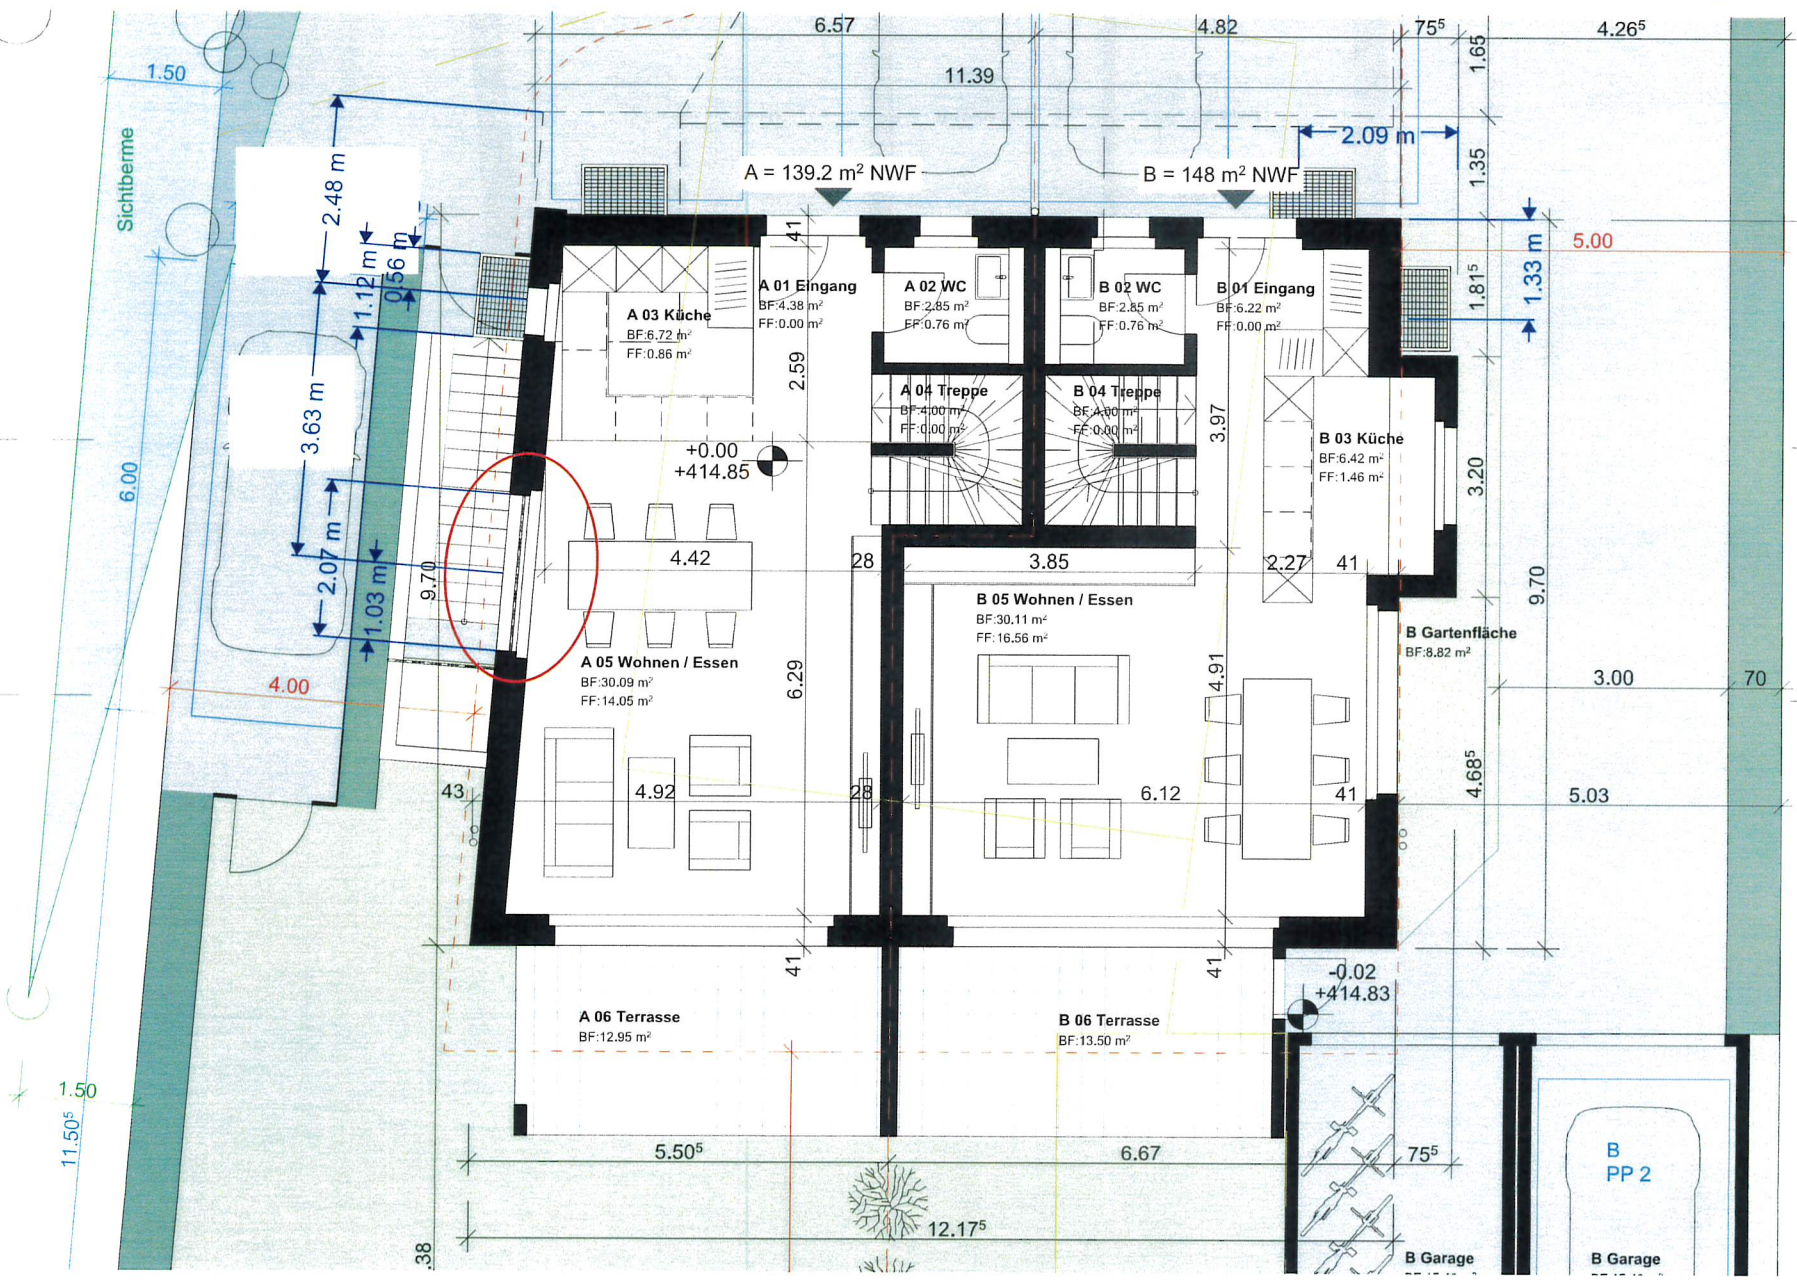 6.57
4.82
75⁵
4.26⁵
1.65
1.50
11.39
2.09 m
Sichtberme
2.48 m
A = 139.2 m² NWF
B = 148 m² NWF
1.35
41
5.00
1.33 m
1.12 m
0.56 m
1.81⁵
A 01 Eingang
BF:4.38 m²
FF:0.00 m²
A 02 WC
BF:2.85 m²
FF:0.76 m²
B 02 WC
BF:2.85 m²
FF:0.76 m²
B 01 Eingang
BF:6.22 m²
FF:0.00 m²
A 03 Küche
BF:6.72 m²
FF:0.86 m²
2.59
3.63 m
A 04 Treppe
BF:4.00 m²
FF:0.00 m²
B 04 Treppe
BF:4.00 m²
FF:0.00 m²
3.97
B 03 Küche
BF:6.42 m²
FF:1.46 m²
+0.00
+414.85
6.00
3.20
2.07 m
1.03 m
9.70
4.42
28
3.85
2.27
41
9.70
B 05 Wohnen / Essen
BF:30.11 m²
FF:16.56 m²
B Gartenfläche
BF:8.82 m²
A 05 Wohnen / Essen
BF:30.09 m²
FF:14.05 m²
4.00
6.29
4.91
3.00
70
4.68⁵
43
4.92
28
6.12
41
5.03
41
41
-0.02
+414.83
A 06 Terrasse
BF:12.95 m²
B 06 Terrasse
BF:13.50 m²
1.50
11.50⁵
5.50⁵
6.67
75⁵
B
PP 2
12.17⁵
.38
B Garage
B Garage